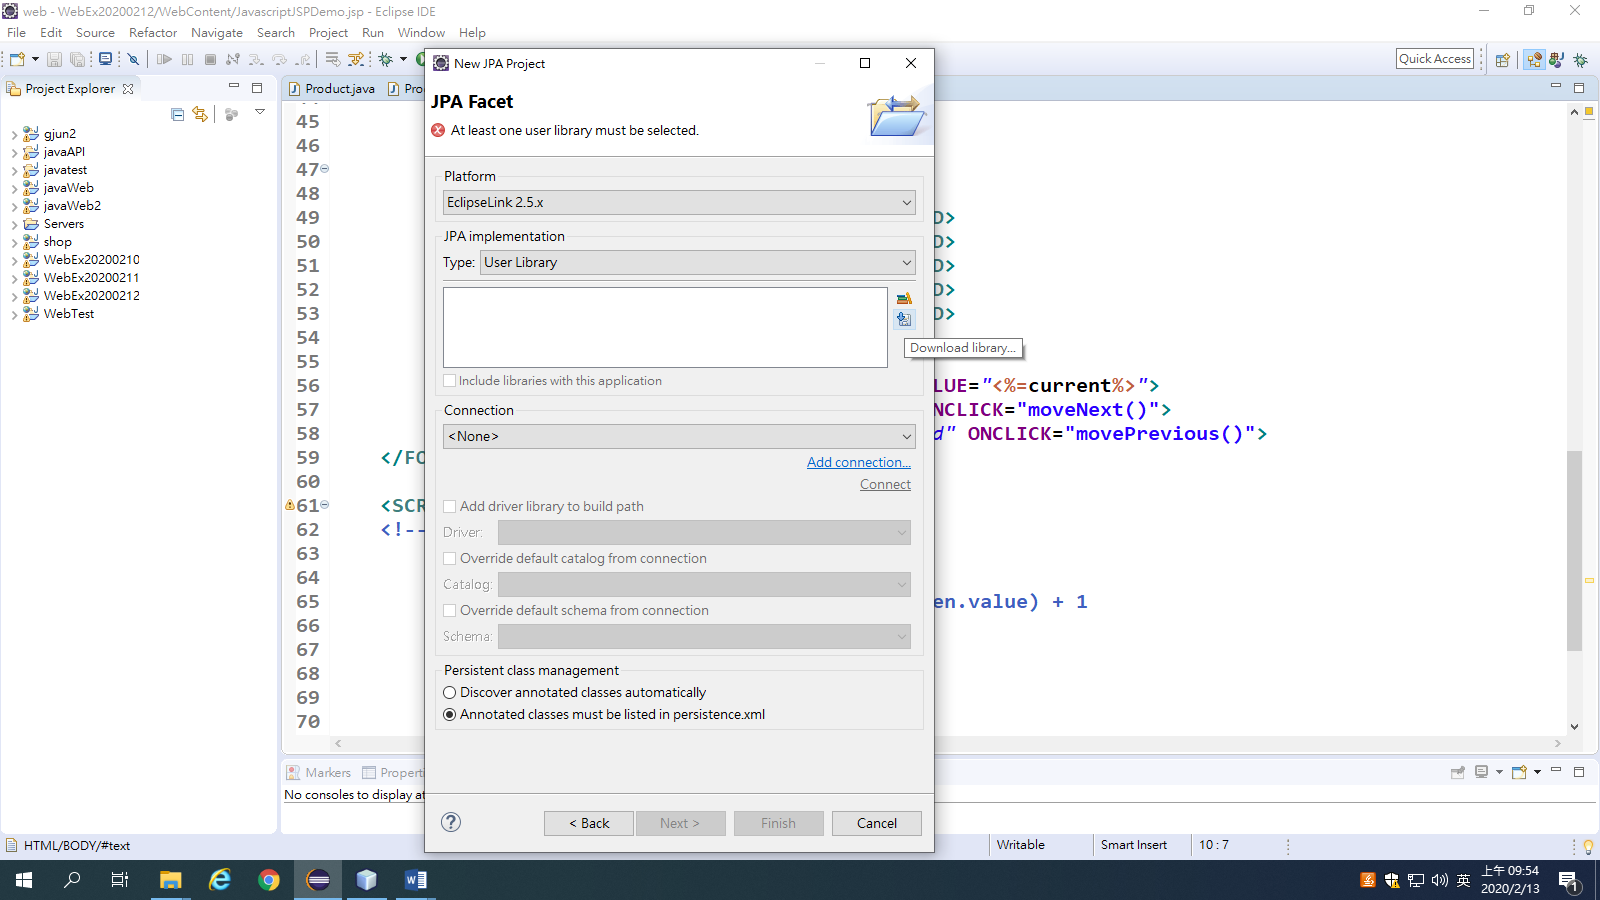 web - WebEx20200212/WebContent/JavascriptJSPDemo.jsp - Eclipse IDE
File Edit Source Refactor Navigate Search Project Run Window Help
Quick Access
Project Explorer
gjun2
javaAPI
javatest
javaWeb
javaWeb2
Servers
shop
WebEx20200210
WebEx20200211
WebEx20200212
WebTest
Product.java
Pro
45
46
47
48
49 D>
50 D>
51 D>
52 D>
53 D>
54
55
56 LUE="<%=current%>">
57 NCLICK="moveNext()">
58 d" ONCLICK="movePrevious()">
59 </FO
60
61 <SCR
62 <!--
63
64
65 en.value) + 1
66
67
68
69
70
New JPA Project
JPA Facet
At least one user library must be selected.
Platform
EclipseLink 2.5.x
JPA implementation
Type: User Library
Download library...
Include libraries with this application
Connection
<None>
Add connection...
Connect
Add driver library to build path
Driver:
Override default catalog from connection
Catalog:
Override default schema from connection
Schema:
Persistent class management
Discover annotated classes automatically
Annotated classes must be listed in persistence.xml
< Back Next > Finish Cancel
Markers Properti
No consoles to display at
HTML/BODY/#text
Writable Smart Insert 10 : 7
英
上午 09:54
2020/2/13
1